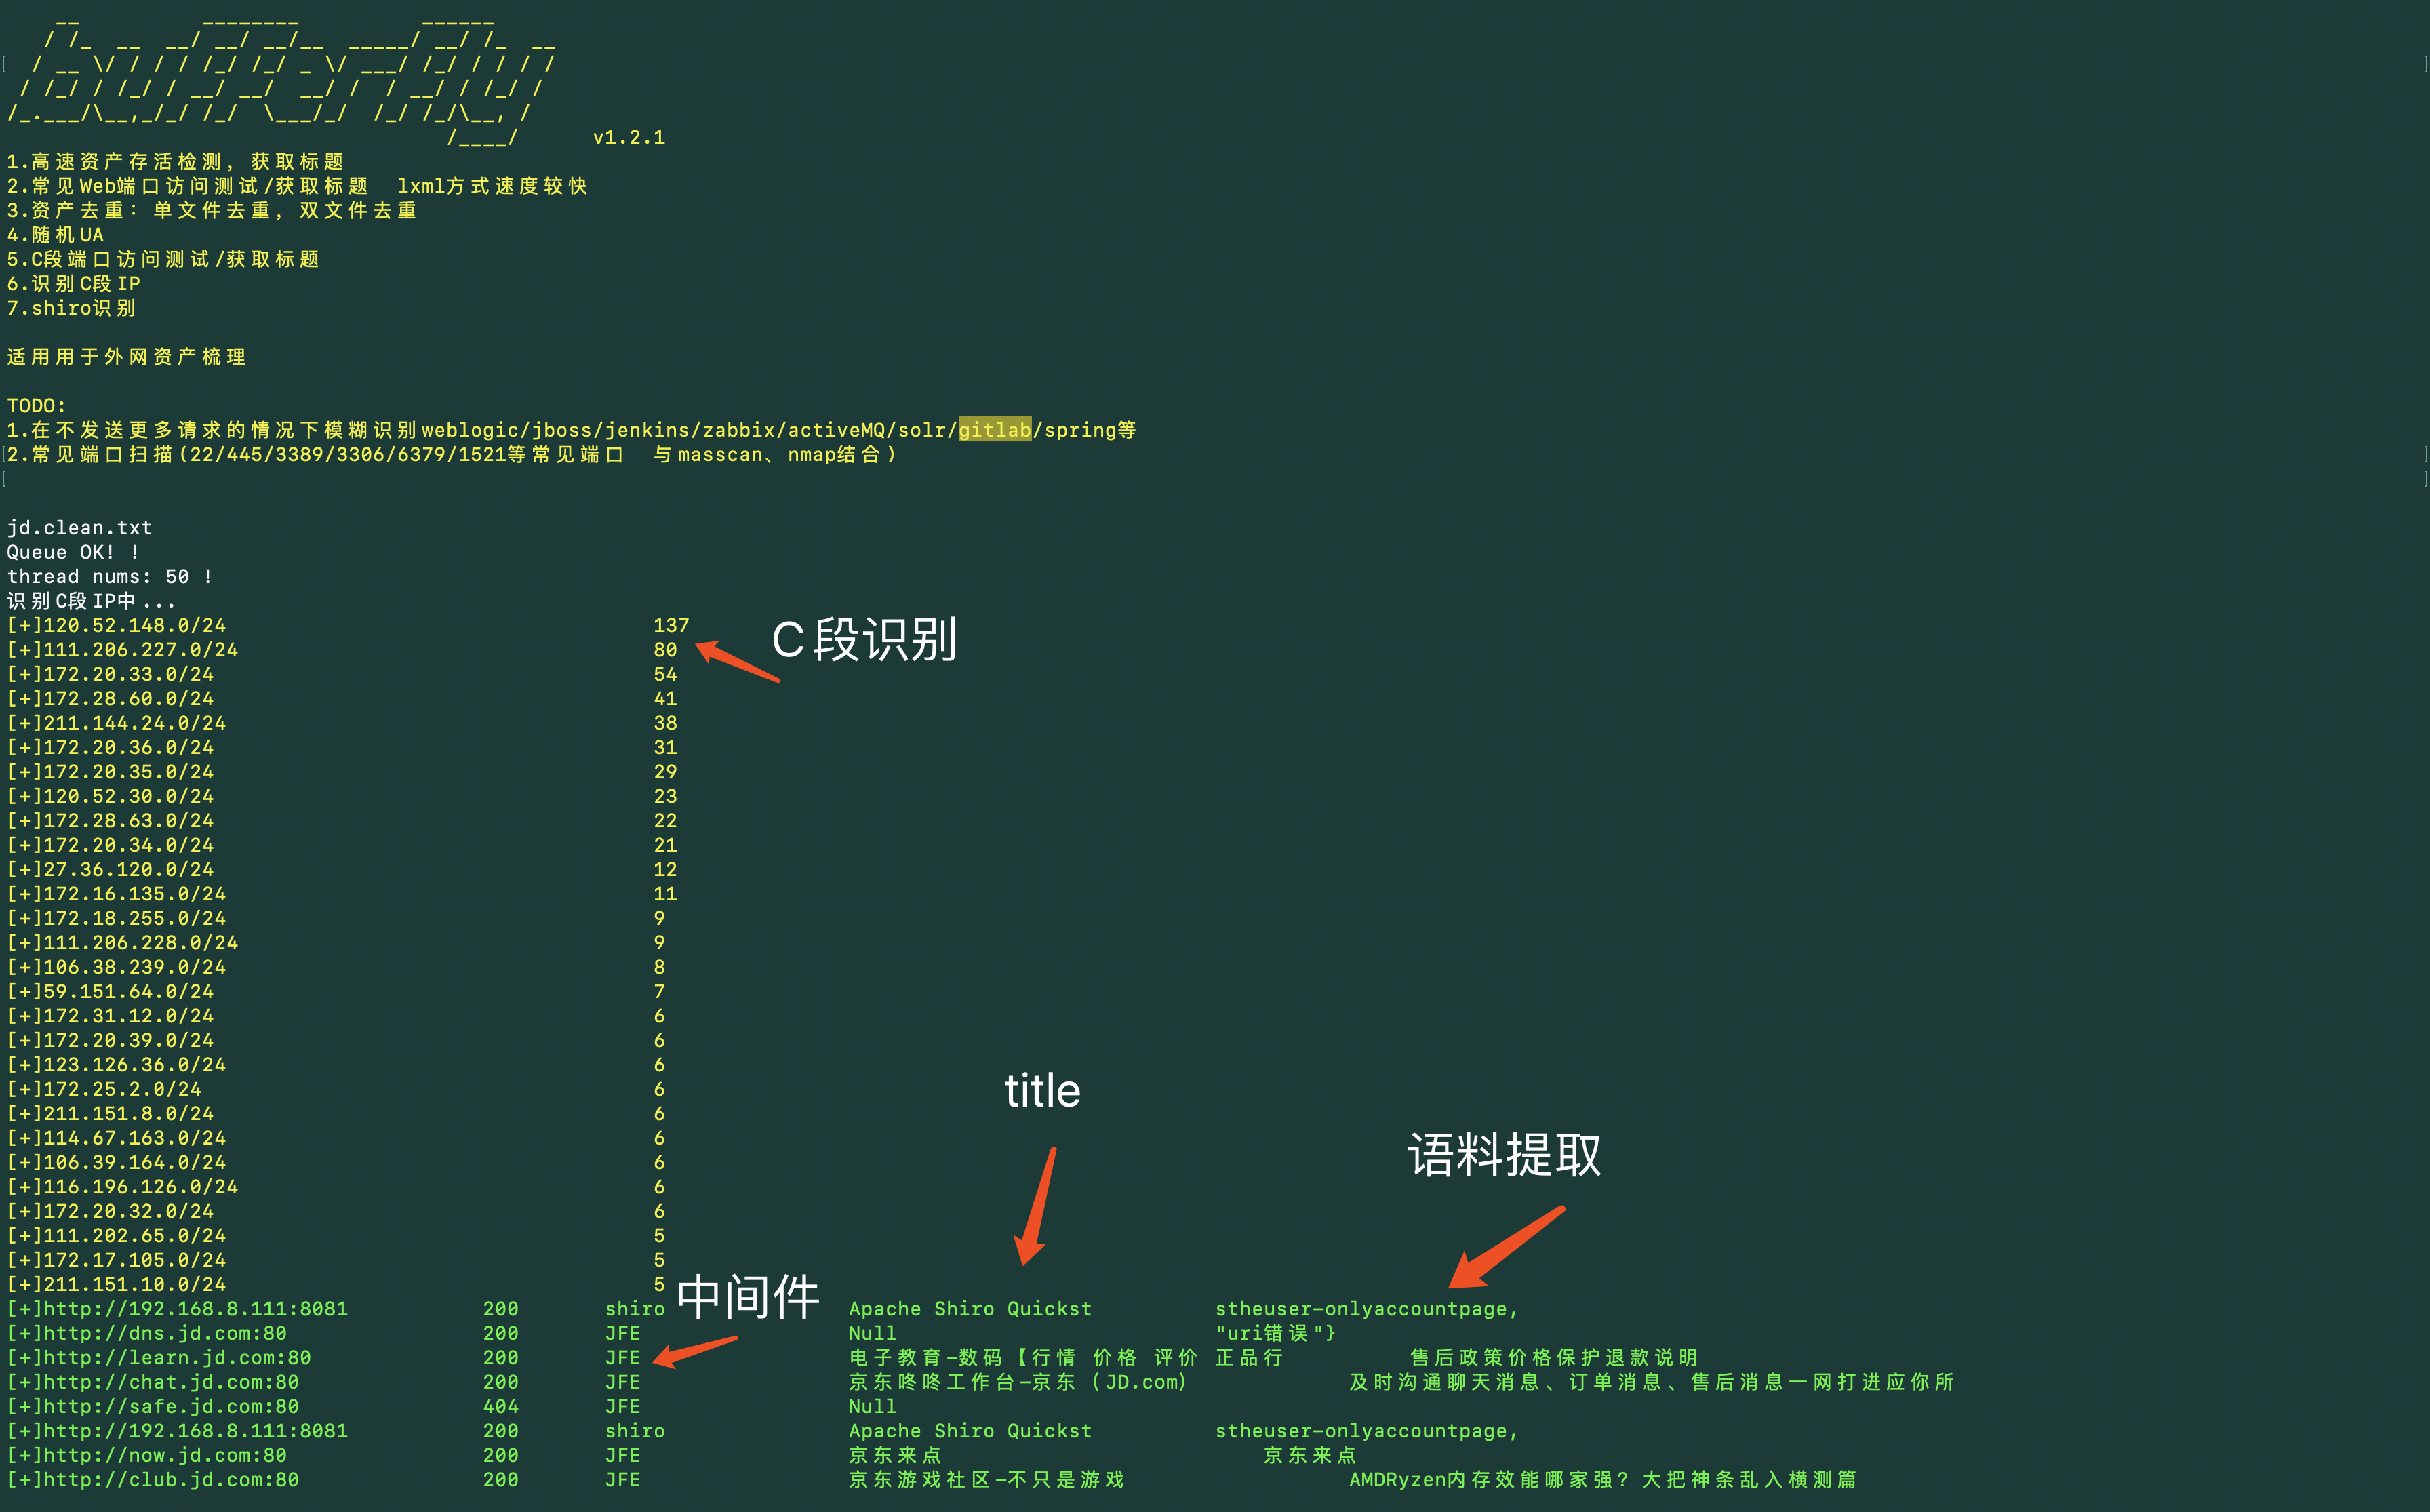 v1.2.1
1.高速资产存活检测，获取标题
2.常见Web端口访问测试/获取标题  lxml方式速度较快
3.资产去重：单文件去重，双文件去重
4.随机UA
5.C段端口访问测试/获取标题
6.识别C段IP
7.shiro识别
适用用于外网资产梳理
TODO:
1.在不发送更多请求的情况下模糊识别weblogic/jboss/jenkins/zabbix/activeMQ/solr/gitlab/spring等
2.常见端口扫描(22/445/3389/3306/6379/1521等常见端口  与masscan、nmap结合)
jd.clean.txt
Queue OK! !
thread nums: 50 !
识别C段IP中...
[+]120.52.148.0/24 137
C段识别
[+]111.206.227.0/24 80
[+]172.20.33.0/24 54
[+]172.28.60.0/24 41
[+]211.144.24.0/24 38
[+]172.20.36.0/24 31
[+]172.20.35.0/24 29
[+]120.52.30.0/24 23
[+]172.28.63.0/24 22
[+]172.20.34.0/24 21
[+]27.36.120.0/24 12
[+]172.16.135.0/24 11
[+]172.18.255.0/24 9
[+]111.206.228.0/24 9
[+]106.38.239.0/24 8
[+]59.151.64.0/24 7
[+]172.31.12.0/24 6
[+]172.20.39.0/24 6
[+]123.126.36.0/24 6
[+]172.25.2.0/24 6
title
[+]211.151.8.0/24 6
[+]114.67.163.0/24 6
语料提取
[+]106.39.164.0/24 6
[+]116.196.126.0/24 6
[+]172.20.32.0/24 6
[+]111.202.65.0/24 5
[+]172.17.105.0/24 5
[+]211.151.10.0/24 5
中间件
[+]http://192.168.8.111:8081 200 shiro Apache Shiro Quickst stheuser-onlyaccountpage,
[+]http://dns.jd.com:80 200 JFE Null "uri错误"}
[+]http://learn.jd.com:80 200 JFE 电子教育-数码【行情 价格 评价 正品行 售后政策价格保护退款说明
[+]http://chat.jd.com:80 200 JFE 京东咚咚工作台-京东（JD.com） 及时沟通聊天消息、订单消息、售后消息一网打进应你所
[+]http://safe.jd.com:80 404 JFE Null
[+]http://192.168.8.111:8081 200 shiro Apache Shiro Quickst stheuser-onlyaccountpage,
[+]http://now.jd.com:80 200 JFE 京东来点 京东来点
[+]http://club.jd.com:80 200 JFE 京东游戏社区-不只是游戏 AMDRyzen内存效能哪家强？大把神条乱入横测篇